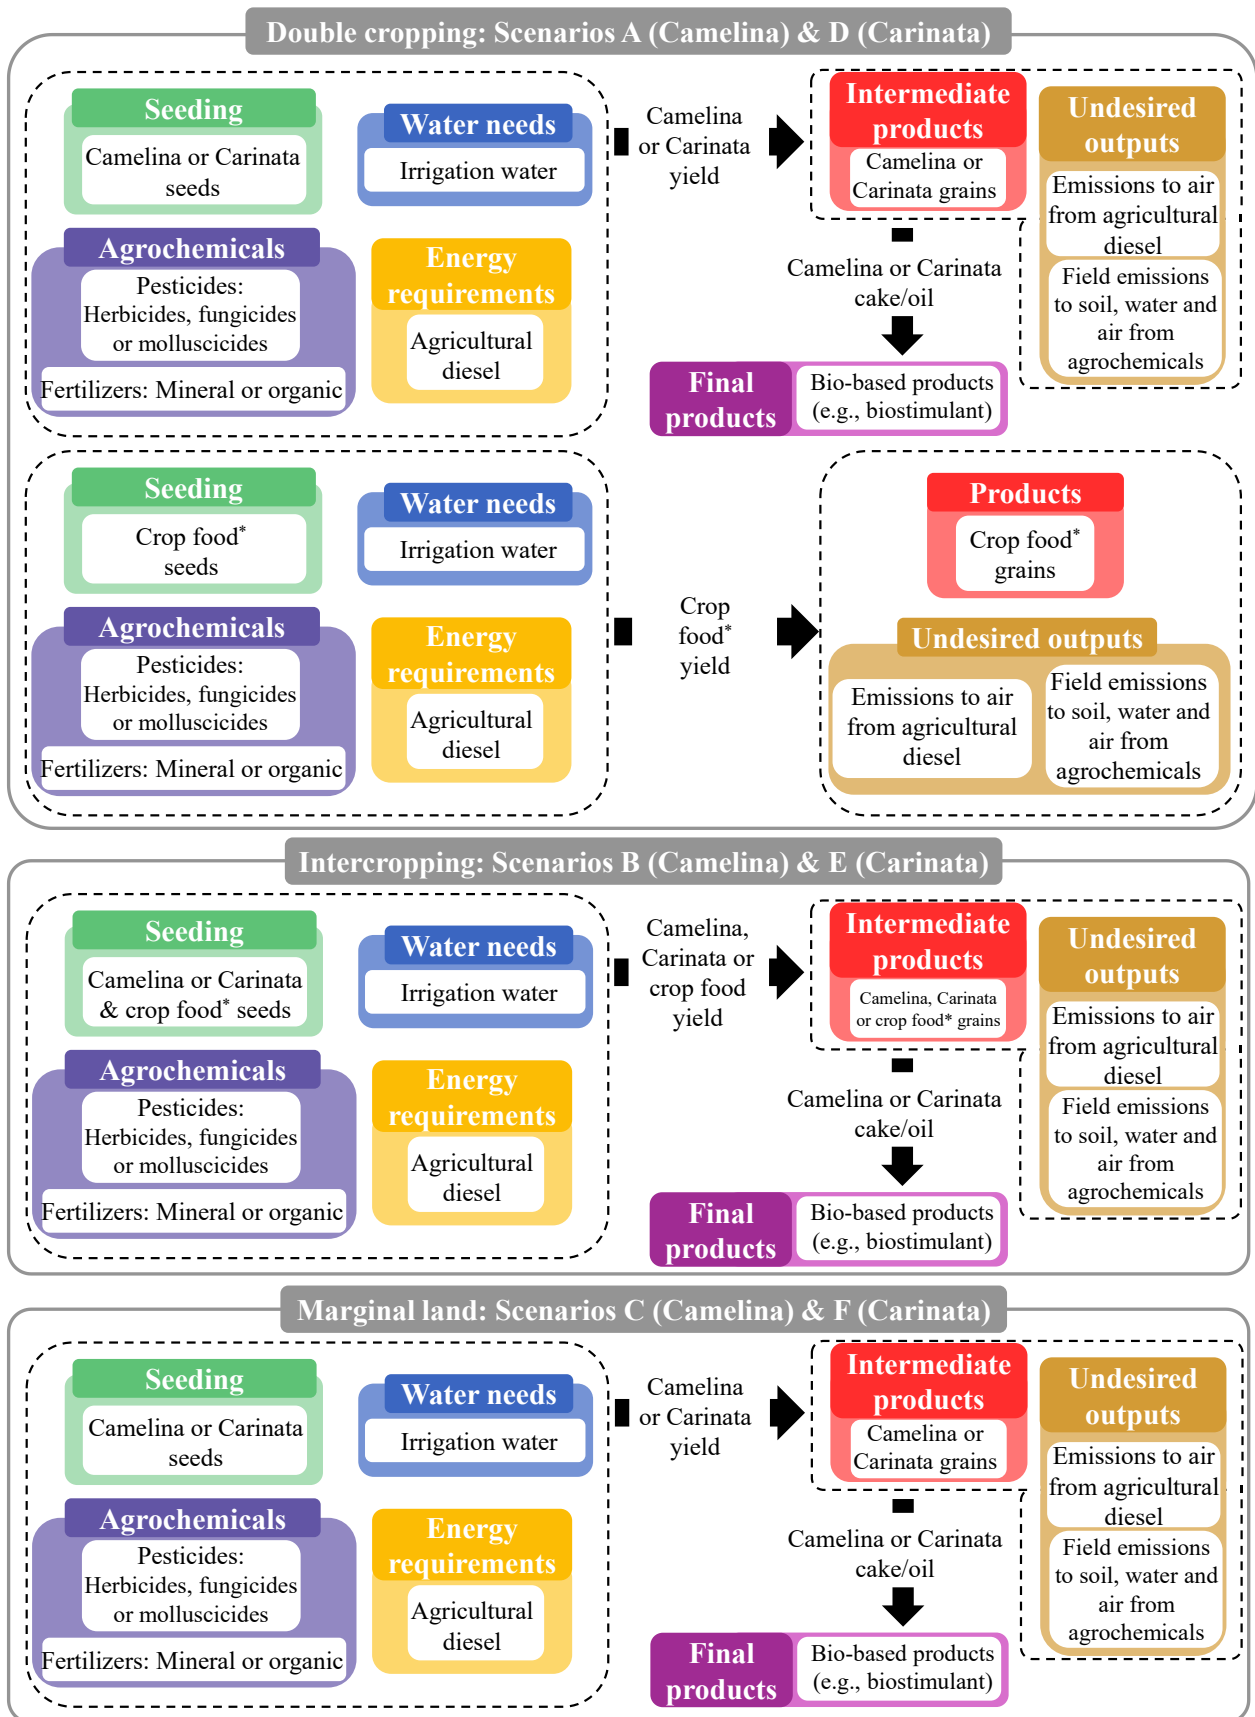 Double cropping: Scenarios A (Camelina) & D (Carinata)
Seeding
Camelina or Carinata
seeds
Water needs
Irrigation water
Agrochemicals
Pesticides:
Herbicides, fungicides
or molluscicides
Fertilizers: Mineral or organic
Energy
requirements
Agricultural
diesel
Camelina
or Carinata
yield
Intermediate
products
Camelina or
Carinata grains
Undesired
outputs
Emissions to air
from agricultural
diesel
Field emissions
to soil, water and
air from
agrochemicals
Camelina or Carinata
cake/oil
Final
products
Bio-based products
(e.g., biostimulant)
Seeding
Crop food*
seeds
Water needs
Irrigation water
Agrochemicals
Pesticides:
Herbicides, fungicides
or molluscicides
Fertilizers: Mineral or organic
Energy
requirements
Agricultural
diesel
Crop
food*
yield
Products
Crop food*
grains
Undesired outputs
Emissions to air
from agricultural
diesel
Field emissions
to soil, water and
air from
agrochemicals
Intercropping: Scenarios B (Camelina) & E (Carinata)
Seeding
Camelina or Carinata
& crop food* seeds
Water needs
Irrigation water
Agrochemicals
Pesticides:
Herbicides, fungicides
or molluscicides
Fertilizers: Mineral or organic
Energy
requirements
Agricultural
diesel
Camelina,
Carinata or
crop food
yield
Intermediate
products
Camelina, Carinata
or crop food* grains
Undesired
outputs
Emissions to air
from agricultural
diesel
Field emissions
to soil, water and
air from
agrochemicals
Camelina or Carinata
cake/oil
Final
products
Bio-based products
(e.g., biostimulant)
Marginal land: Scenarios C (Camelina) & F (Carinata)
Seeding
Camelina or Carinata
seeds
Water needs
Irrigation water
Agrochemicals
Pesticides:
Herbicides, fungicides
or molluscicides
Fertilizers: Mineral or organic
Energy
requirements
Agricultural
diesel
Camelina
or Carinata
yield
Intermediate
products
Camelina or
Carinata grains
Undesired
outputs
Emissions to air
from agricultural
diesel
Field emissions
to soil, water and
air from
agrochemicals
Camelina or Carinata
cake/oil
Final
products
Bio-based products
(e.g., biostimulant)